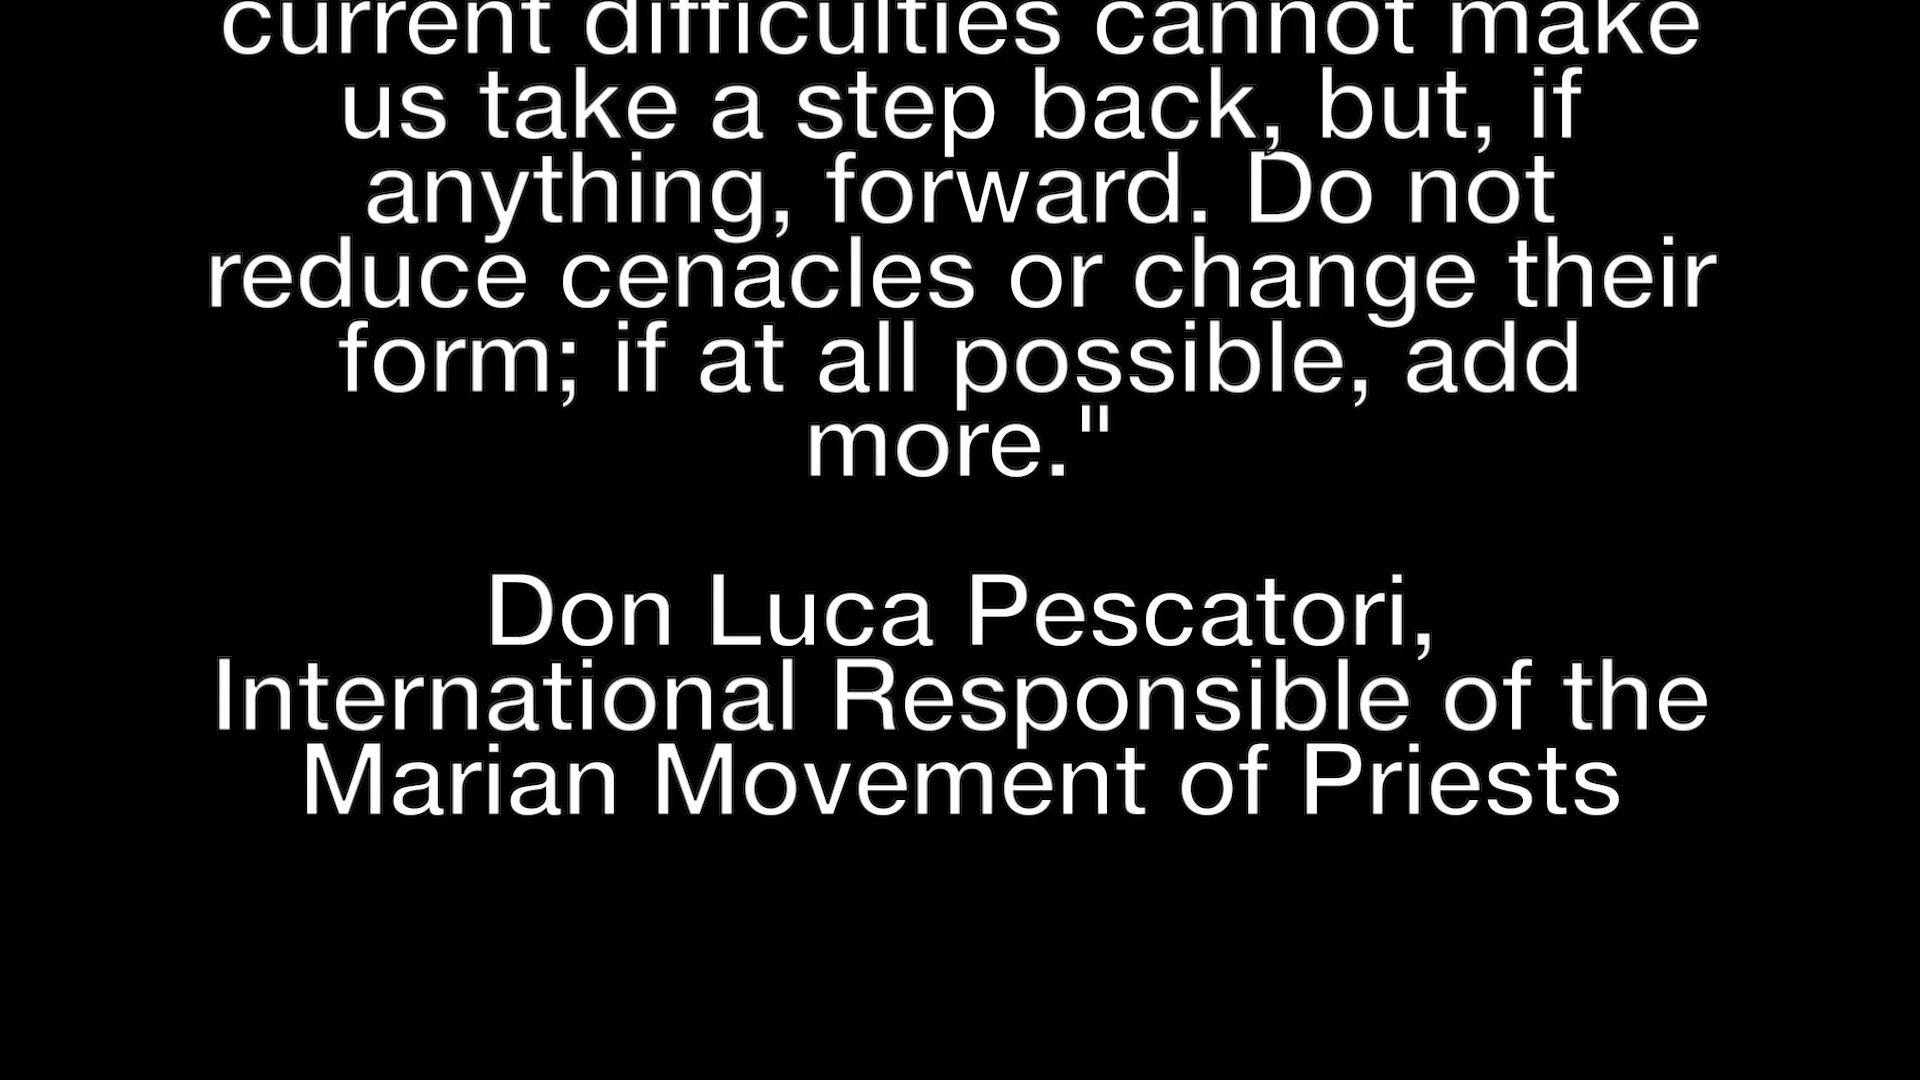 current difficulties cannot make
us take a step back, but, if
anything, forward. Do not
reduce cenacles or change their
form; if at all possible, add
more."
Don Luca Pescatori,
International Responsible of the
Marian Movement of Priests